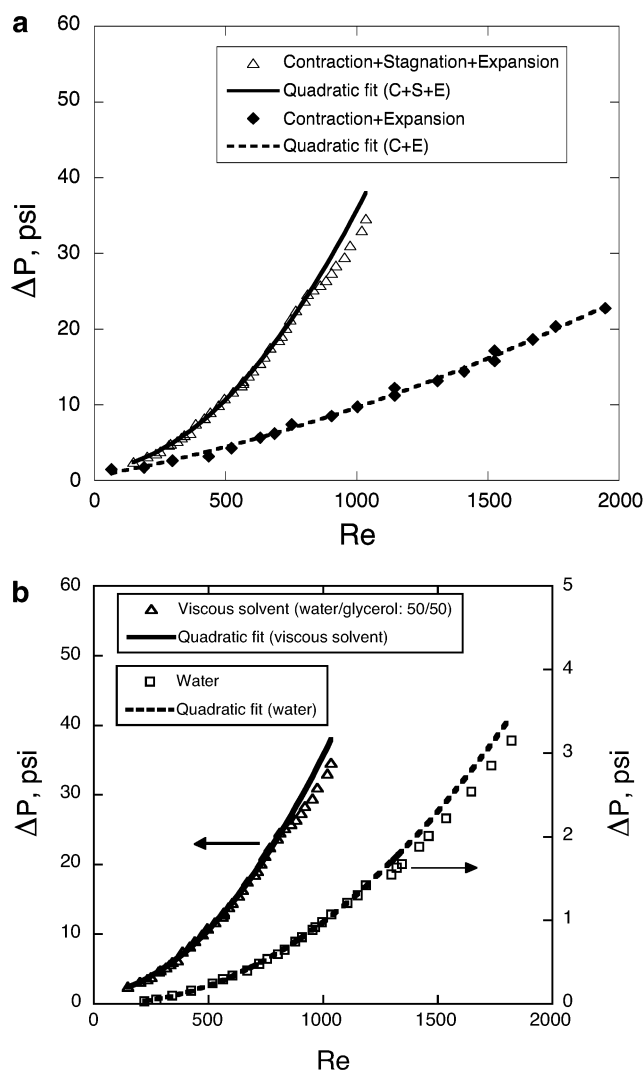 a
60
50
40
30
20
10
0
ΔP, psi
Contraction+Stagnation+Expansion
Quadratic fit (C+S+E)
Contraction+Expansion
Quadratic fit (C+E)
0
500
1000
1500
2000
Re
b
60
50
40
30
20
10
0
ΔP, psi
Viscous solvent (water/glycerol: 50/50)
Quadratic fit (viscous solvent)
Water
Quadratic fit (water)
5
4
3
2
1
0
ΔP, psi
0
500
1000
1500
2000
Re